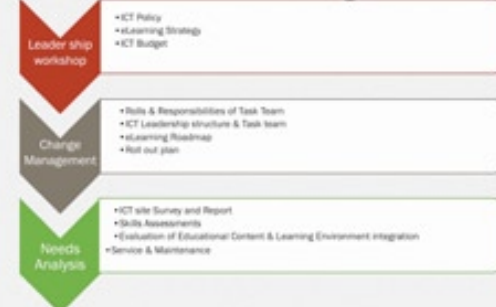 Leader ship
workshop
•ICT Policy
•eLearning Strategy
•ICT Budget
Change
Management
•Rolls & Responsibilities of Task Team
•ICT Leadership structure & Task team
•eLearning Roadmap
•Roll out plan
Needs
Analysis
•ICT site Survey and Report
•Skills Assessments
•Evaluation of Educational Content & Learning Environment integration
•Service & Maintenance